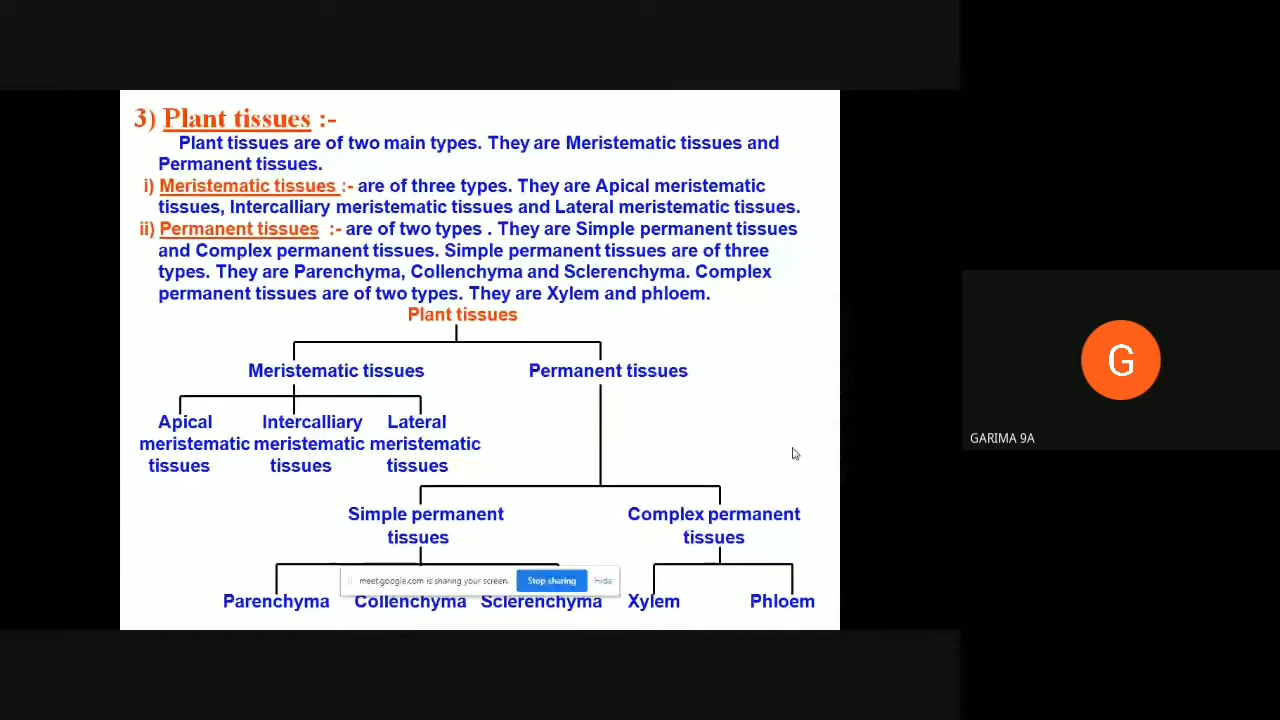 3) Plant tissues :-
Plant tissues are of two main types. They are Meristematic tissues and
Permanent tissues.
i) Meristematic tissues :- are of three types. They are Apical meristematic
tissues, Intercalliary meristematic tissues and Lateral meristematic tissues.
ii) Permanent tissues :- are of two types . They are Simple permanent tissues
and Complex permanent tissues. Simple permanent tissues are of three
types. They are Parenchyma, Collenchyma and Sclerenchyma. Complex
permanent tissues are of two types. They are Xylem and phloem.
Plant tissues
Meristematic tissues Permanent tissues
Apical Intercalliary Lateral
meristematic meristematic meristematic
tissues tissues tissues
Simple permanent Complex permanent
tissues tissues
meet.google.com is sharing your screen. Stop sharing Hide
Parenchyma Collenchyma Sclerenchyma Xylem Phloem
G
GARIMA 9A